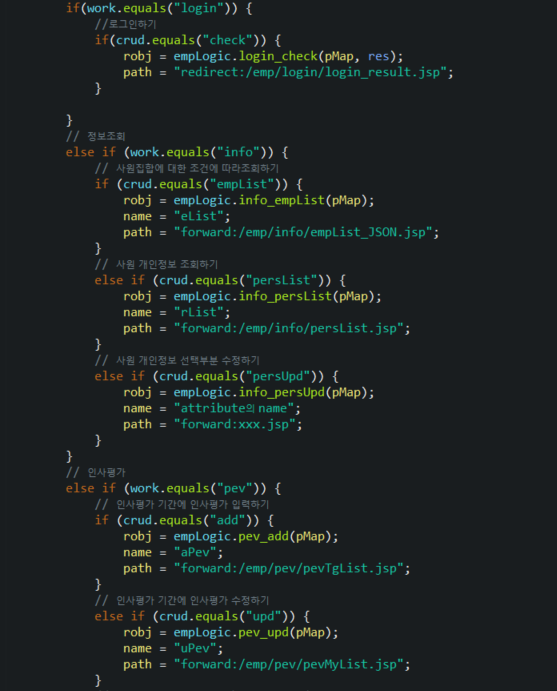 if(work.equals("login")) {
//로그인하기
if(crud.equals("check")) {
robj = empLogic.login_check(pMap, res);
path = "redirect:/emp/login/login_result.jsp";
}
}
// 정보조회
else if (work.equals("info")) {
// 사원집합에 대한 조건에 따라조회하기
if (crud.equals("empList")) {
robj = empLogic.info_empList(pMap);
name = "eList";
path = "forward:/emp/info/empList_JSON.jsp";
}
// 사원 개인정보 조회하기
else if (crud.equals("persList")) {
robj = empLogic.info_persList(pMap);
name = "rList";
path = "forward:/emp/info/persList.jsp";
}
// 사원 개인정보 선택부분 수정하기
else if (crud.equals("persUpd")) {
robj = empLogic.info_persUpd(pMap);
name = "attribute의 name";
path = "forward:xxx.jsp";
}
}
// 인사평가
else if (work.equals("pev")) {
// 인사평가 기간에 인사평가 입력하기
if (crud.equals("add")) {
robj = empLogic.pev_add(pMap);
name = "aPev";
path = "forward:/emp/pev/pevTgList.jsp";
}
// 인사평가 기간에 인사평가 수정하기
else if (crud.equals("upd")) {
robj = empLogic.pev_upd(pMap);
name = "uPev";
path = "forward:/emp/pev/pevMyList.jsp";
}